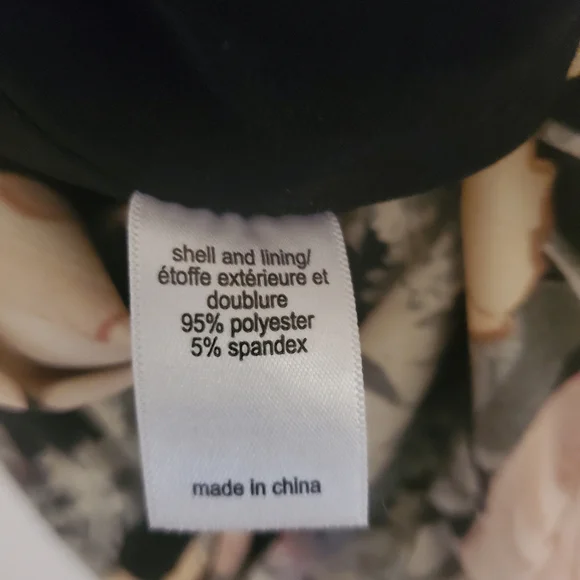 shell and lining/
étoffe extérieure et
doublure
95% polyester
5% spandex
made in china